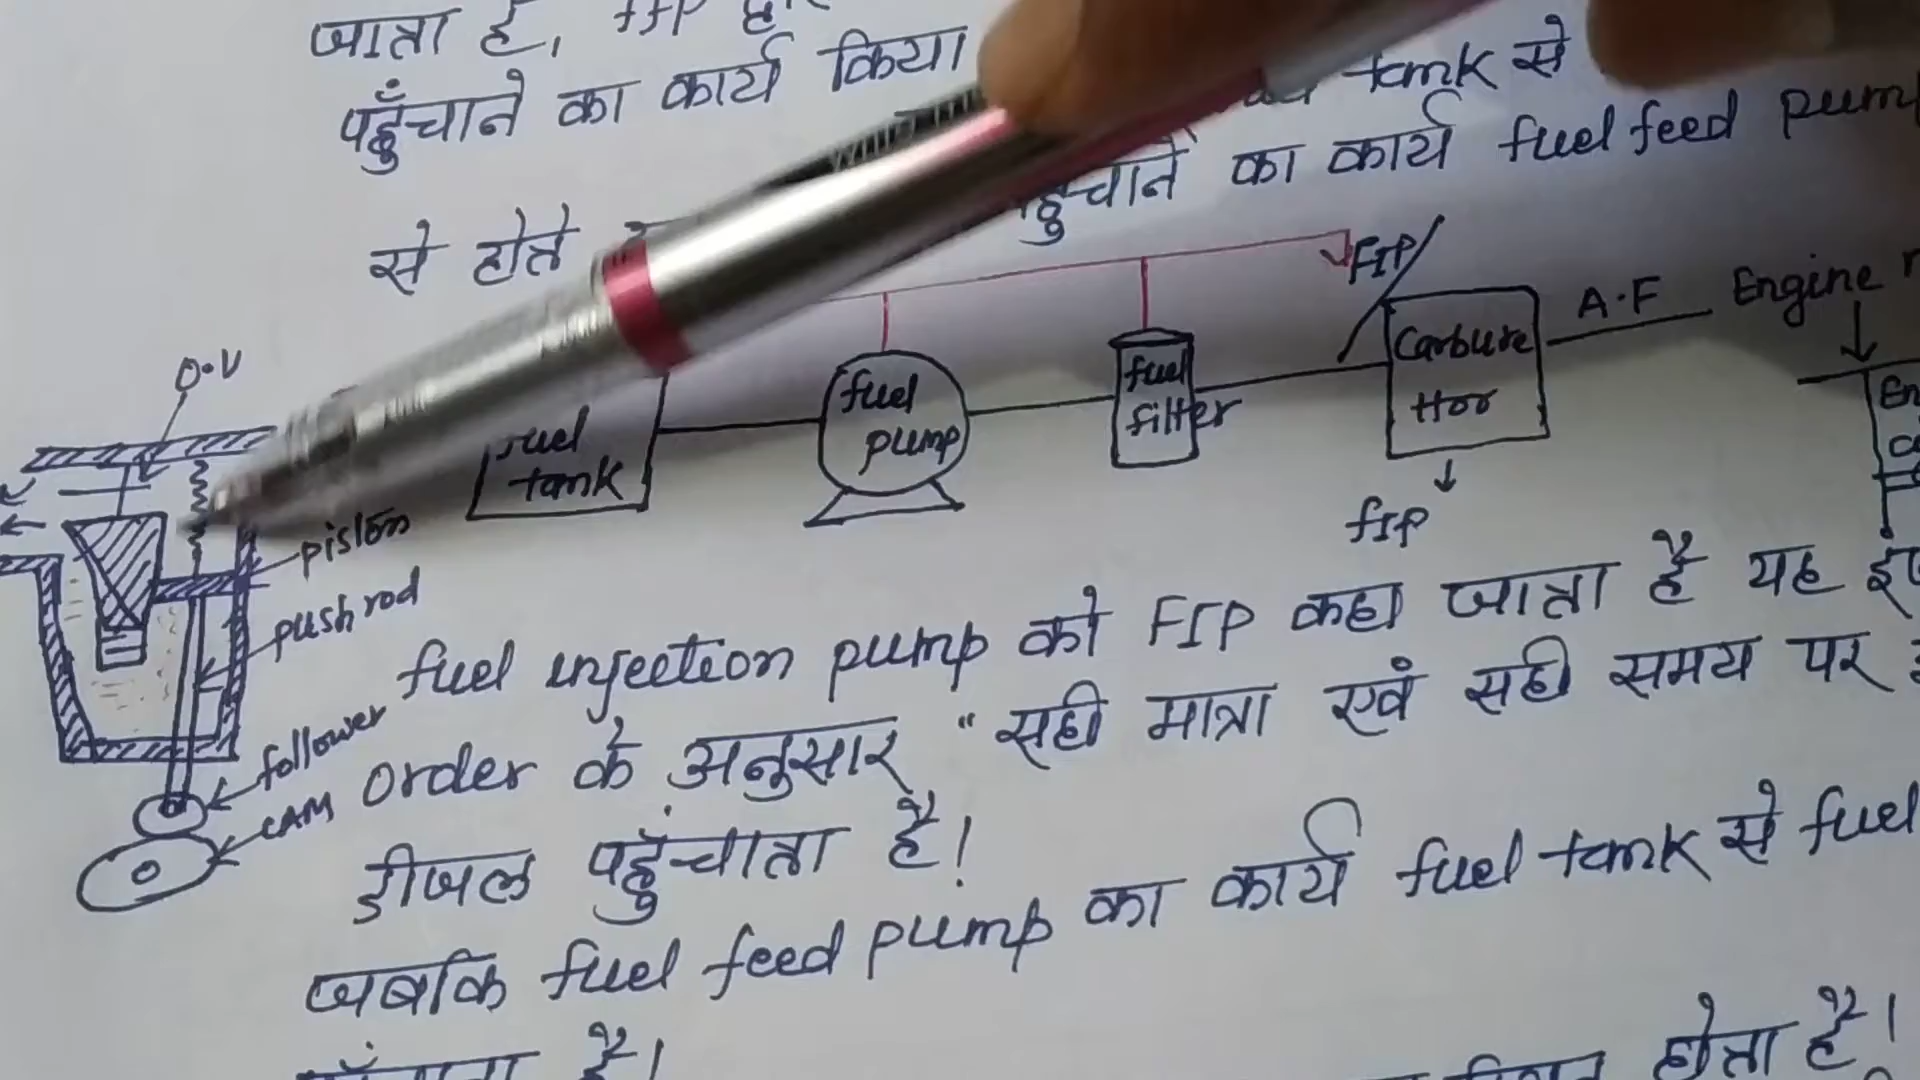 जाता है, FIP
पहुँचाने का कार्य किया tank से
से होते पहुँचाने का कार्य fuel feed pump
O.V
fuel tank
fuel pump
fuel filter
FIP
Carbure
ttor
A.F
Engine
FIP
piston
push rod
follower
CAM
fuel injection pump को FIP कहा जाता है यह
order के अनुसार "सही मात्रा एवं सही समय पर
डीजल पहुँचाता है!
जबकि fuel feed pump का कार्य fuel tank से fuel
है!
होता है!